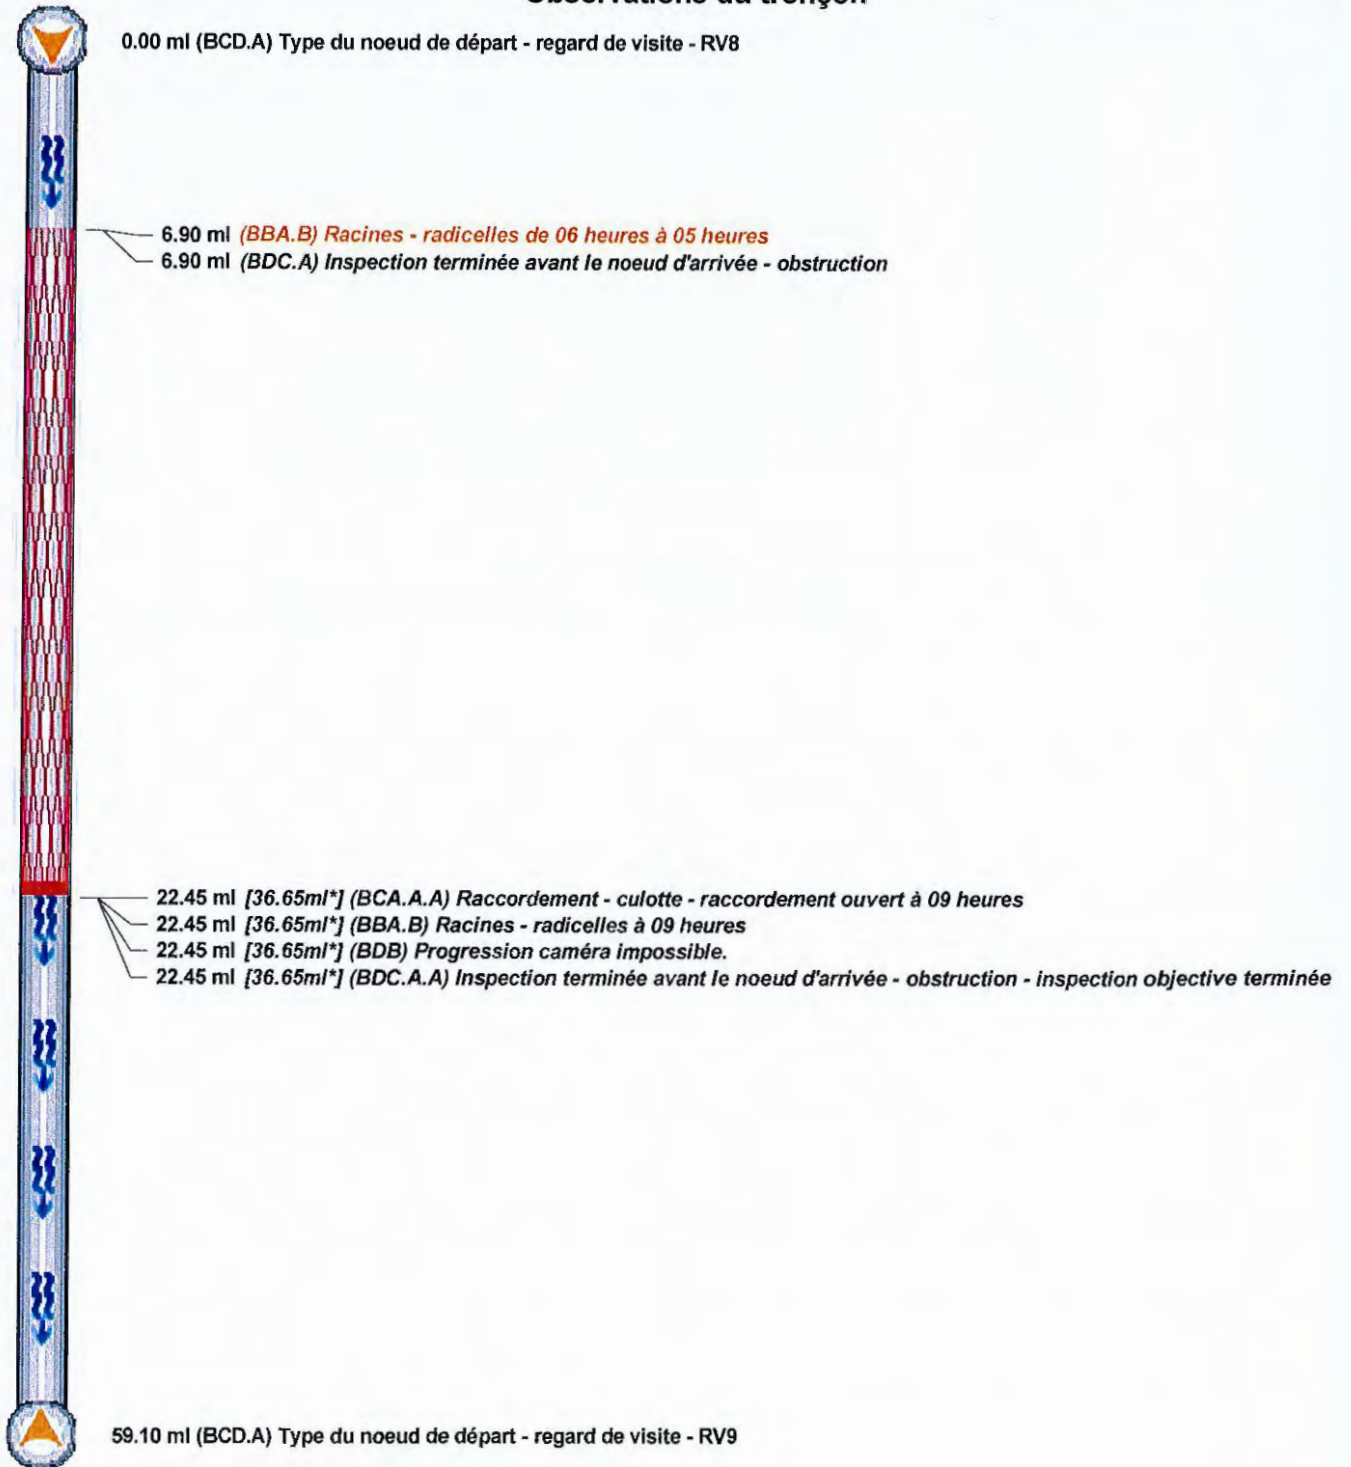 Observations du tronçon
0.00 ml (BCD.A) Type du noeud de départ - regard de visite - RV8
6.90 ml (BBA.B) Racines - radicelles de 06 heures à 05 heures
6.90 ml (BDC.A) Inspection terminée avant le noeud d'arrivée - obstruction
22.45 ml [36.65ml*] (BCA.A.A) Raccordement - culotte - raccordement ouvert à 09 heures
22.45 ml [36.65ml*] (BBA.B) Racines - radicelles à 09 heures
22.45 ml [36.65ml*] (BDB) Progression caméra impossible.
22.45 ml [36.65ml*] (BDC.A.A) Inspection terminée avant le noeud d'arrivée - obstruction - inspection objective terminée
59.10 ml (BCD.A) Type du noeud de départ - regard de visite - RV9